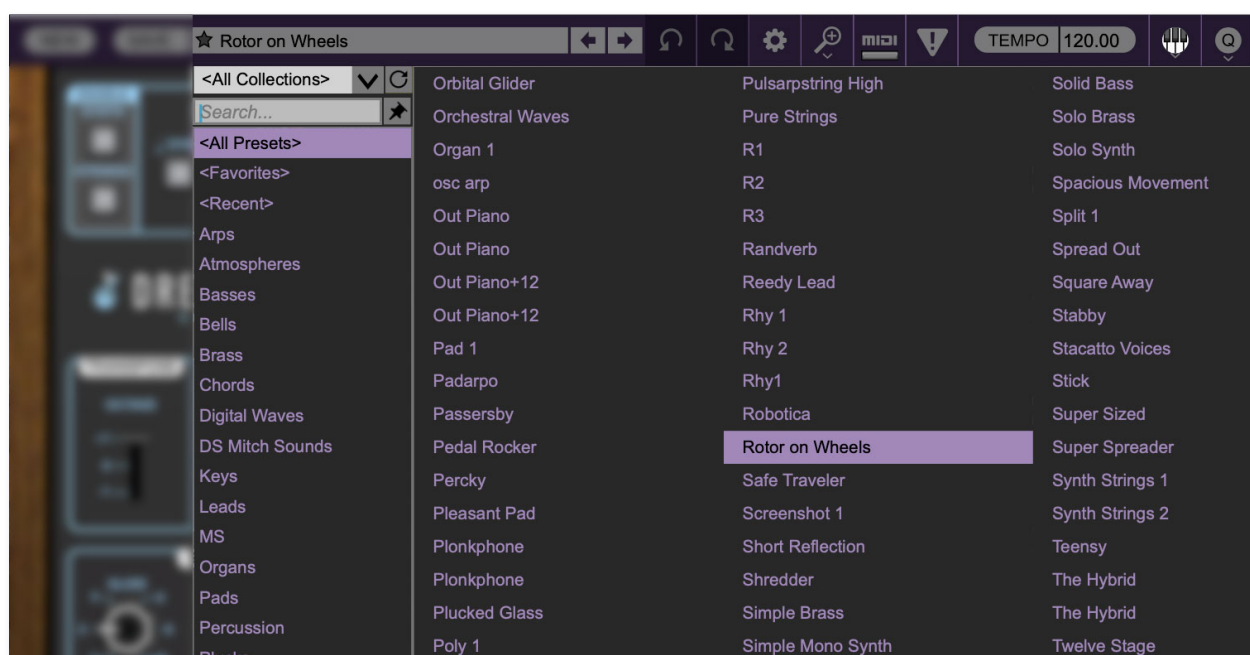 Rotor on Wheels
TEMPO 120.00
MIDI
Q
<All Collections>
Search...
<All Presets>
<Favorites>
<Recent>
Arps
Atmospheres
Basses
Bells
Brass
Chords
Digital Waves
DS Mitch Sounds
Keys
Leads
MS
Organs
Pads
Percussion
Orbital Glider
Orchestral Waves
Organ 1
osc arp
Out Piano
Out Piano
Out Piano+12
Out Piano+12
Pad 1
Padarpo
Passersby
Pedal Rocker
Percky
Pleasant Pad
Plonkphone
Plonkphone
Plucked Glass
Poly 1
Pulsarpstring High
Pure Strings
R1
R2
R3
Randverb
Reedy Lead
Rhy 1
Rhy 2
Rhy1
Robotica
Rotor on Wheels
Safe Traveler
Screenshot 1
Short Reflection
Shredder
Simple Brass
Simple Mono Synth
Solid Bass
Solo Brass
Solo Synth
Spacious Movement
Split 1
Spread Out
Square Away
Stabby
Stacatto Voices
Stick
Super Sized
Super Spreader
Synth Strings 1
Synth Strings 2
Teensy
The Hybrid
The Hybrid
Twelve Stage